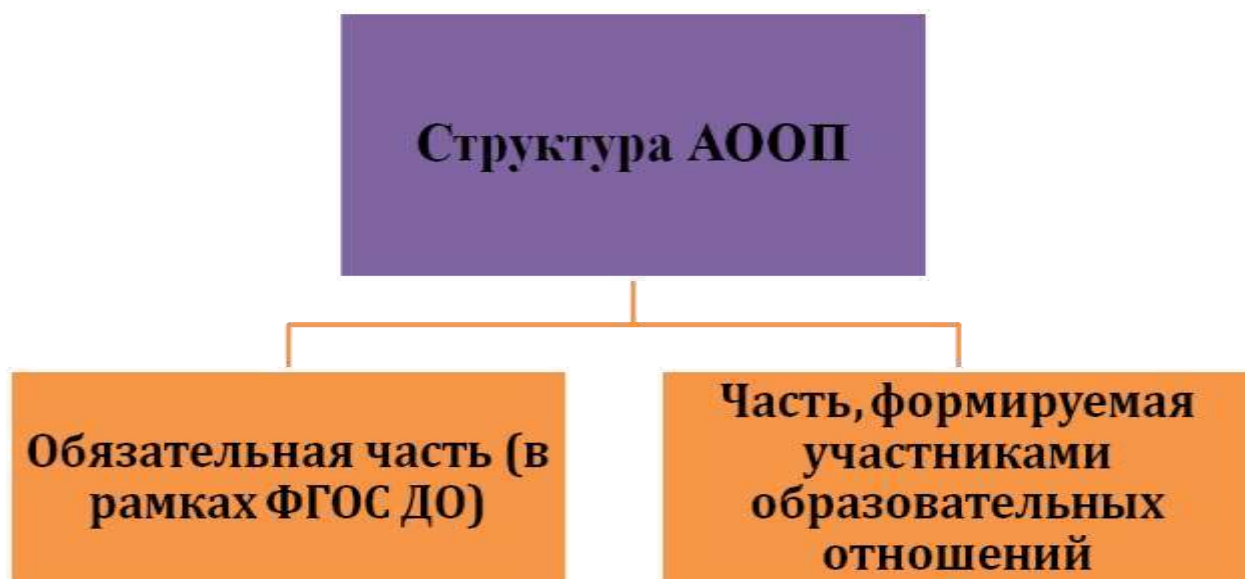 Структура АООП
Обязательная часть (в
рамках ФГОС ДО)
Часть, формируемая
участниками
образовательных
отношений